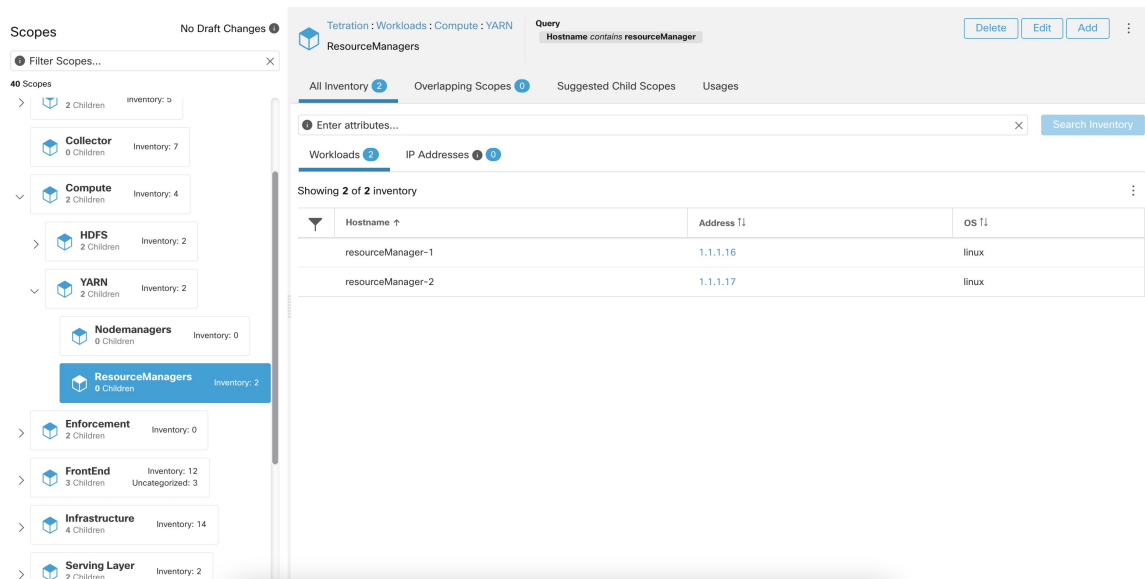 Scopes
No Draft Changes
Filter Scopes...
40 Scopes
2 Children Inventory: 5
Collector
0 Children
Inventory: 7
Compute
2 Children
Inventory: 4
HDFS
2 Children
Inventory: 2
YARN
2 Children
Inventory: 2
Nodemanagers
0 Children
Inventory: 0
ResourceManagers
0 Children
Inventory: 2
Enforcement
2 Children
Inventory: 0
FrontEnd
3 Children
Inventory: 12
Uncategorized: 3
Infrastructure
4 Children
Inventory: 14
Serving Layer
2 Children
Inventory: 2
Tetration : Workloads : Compute : YARN
ResourceManagers
Query
Hostname contains resourceManager
Delete Edit Add
All Inventory 2 Overlapping Scopes 0 Suggested Child Scopes Usages
Enter attributes...
Search Inventory
Workloads 2 IP Addresses 0
Showing 2 of 2 inventory
Hostname ↑ Address ↑↓ OS ↑↓
resourceManager-1 1.1.1.16 linux
resourceManager-2 1.1.1.17 linux